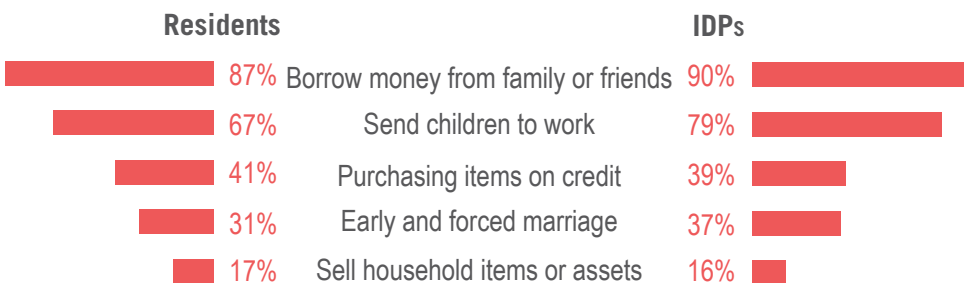 Residents IDPs
87% Borrow money from family or friends 90%
67% Send children to work 79%
41% Purchasing items on credit 39%
31% Early and forced marriage 37%
17% Sell household items or assets 16%